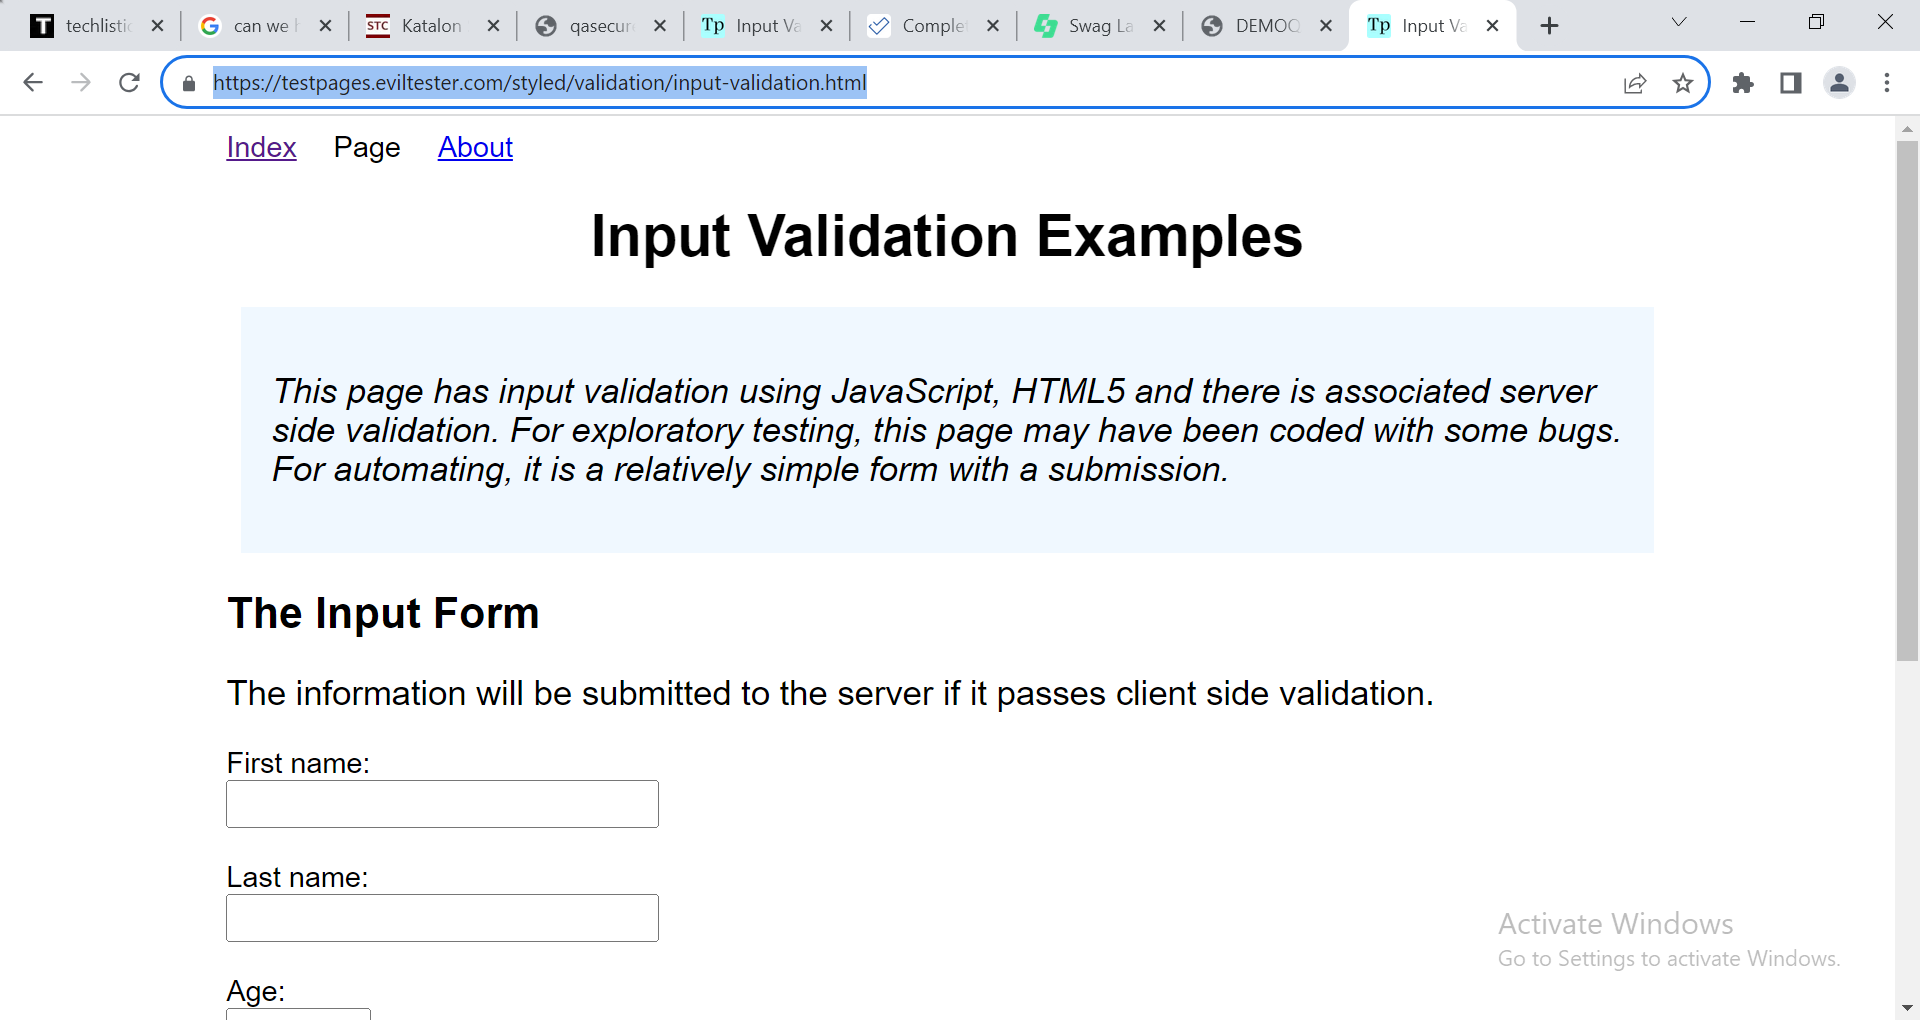 T techlistic
G can we
STC Katalon
qasecur
Tp Input Va
Complet
Swag La
DEMOQ
Tp Input Va
https://testpages.eviltester.com/styled/validation/input-validation.html
Index Page About
Input Validation Examples
This page has input validation using JavaScript, HTML5 and there is associated server
side validation. For exploratory testing, this page may have been coded with some bugs.
For automating, it is a relatively simple form with a submission.
The Input Form
The information will be submitted to the server if it passes client side validation.
First name:
Last name:
Age:
Activate Windows
Go to Settings to activate Windows.